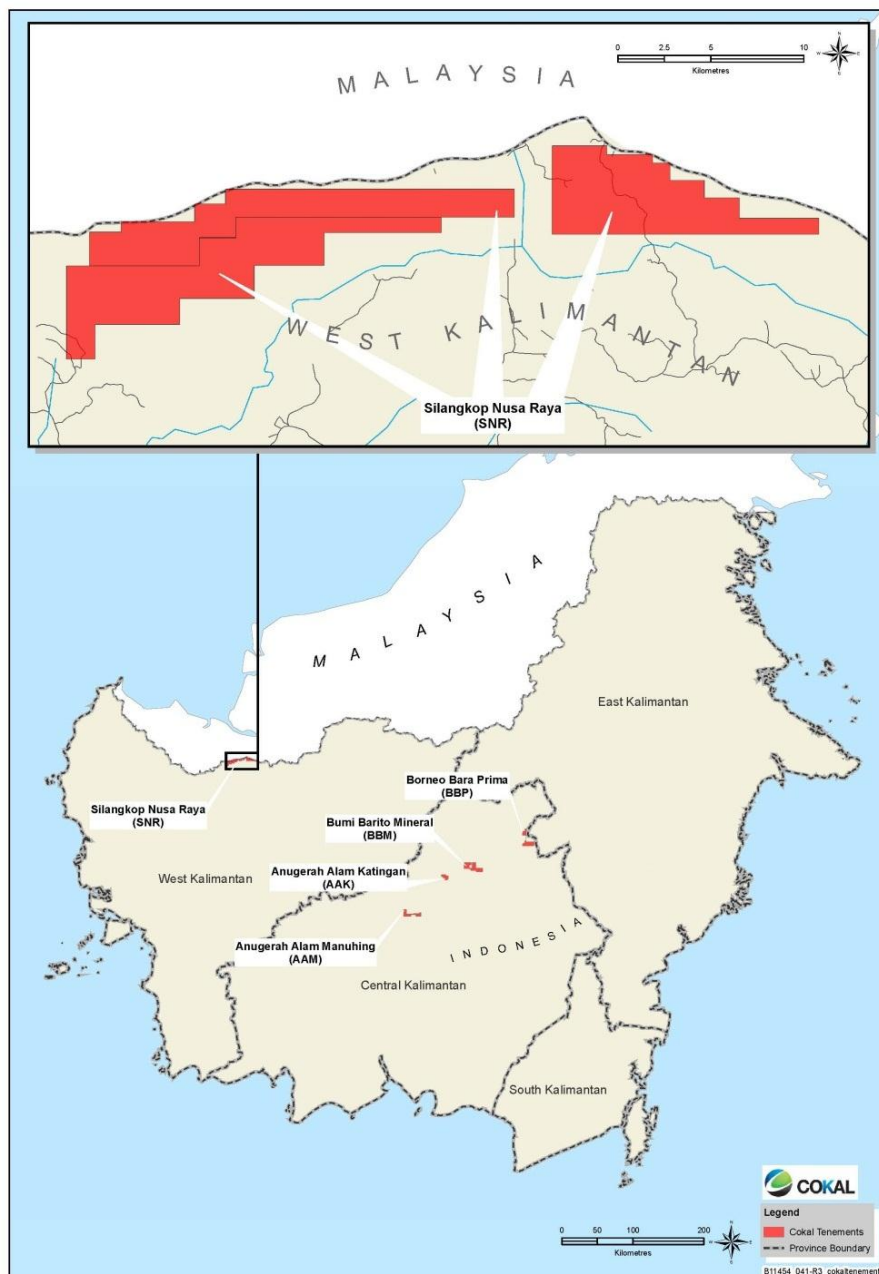 0 2.5 5 10
Kilometres
N
W E
S
MALAYSIA
WEST KALIMANTAN
Silangkop Nusa Raya
(SNR)
MALAYSIA
East Kalimantan
Borneo Bara Prima
(BBP)
Silangkop Nusa Raya
(SNR)
Bumi Barito Mineral
(BBM)
West Kalimantan
Anugerah Alam Katingan
(AAK)
Anugerah Alam Manuhing
(AAM)
INDONESIA
Central Kalimantan
South Kalimantan
COKAL
Legend
Cokal Tenements
Province Boundary
0 50 100 200
Kilometres
N
W E
S
B11454_041-R3_cokaltenement